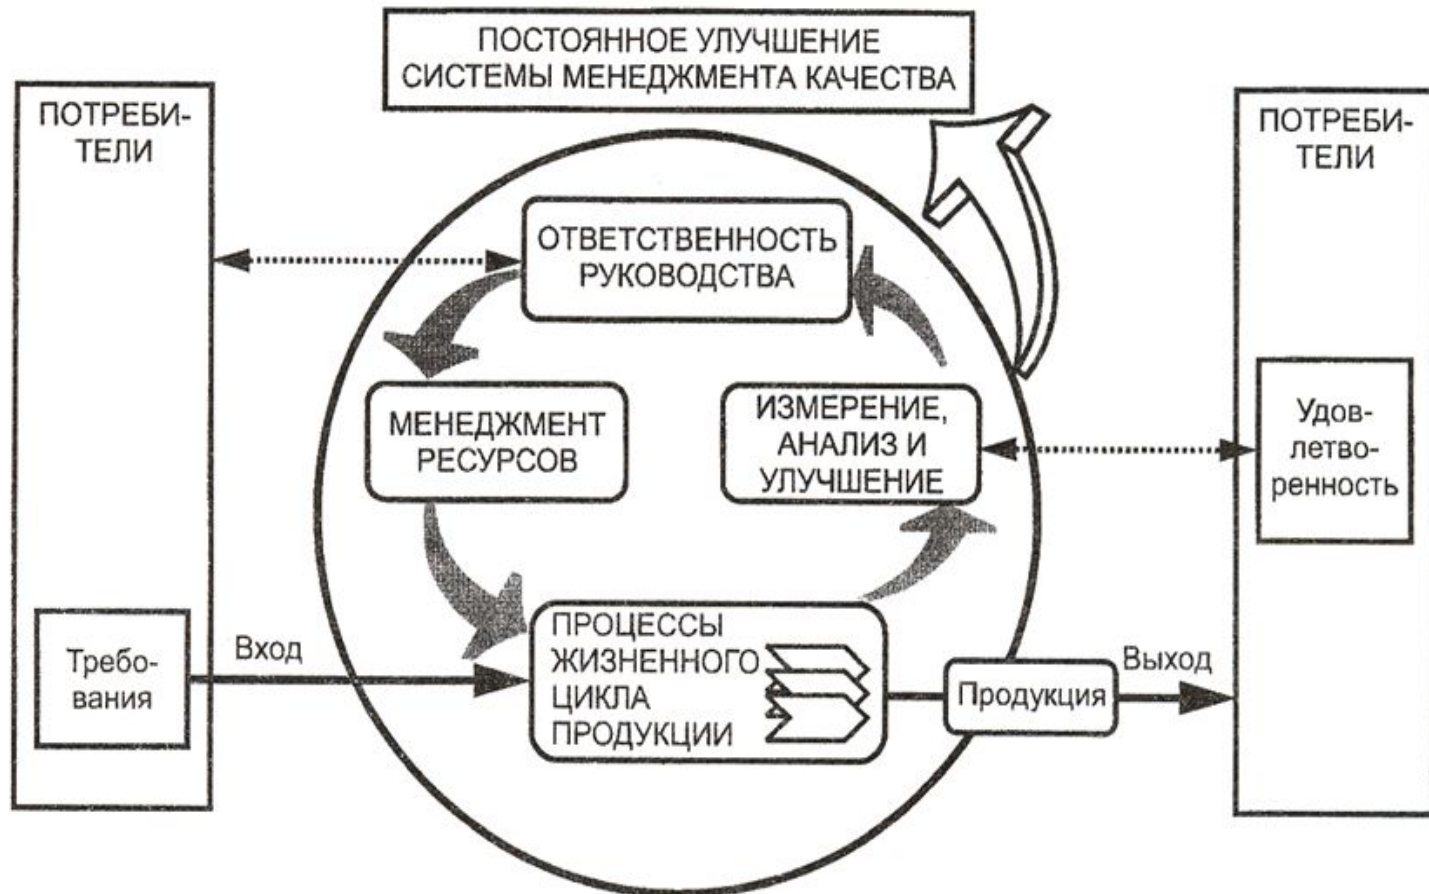 ПОСТОЯННОЕ УЛУЧШЕНИЕ
СИСТЕМЫ МЕНЕДЖМЕНТА КАЧЕСТВА
ПОТРЕБИ-
ТЕЛИ
ПОТРЕБИ-
ТЕЛИ
ОТВЕТСТВЕННОСТЬ
РУКОВОДСТВА
МЕНЕДЖМЕНТ
РЕСУРСОВ
ИЗМЕРЕНИЕ,
АНАЛИЗ И
УЛУЧШЕНИЕ
Удов-
летво-
ренность
Требо-
вания
Вход
ПРОЦЕССЫ
ЖИЗНЕННОГО
ЦИКЛА
ПРОДУКЦИИ
Продукция
Выход